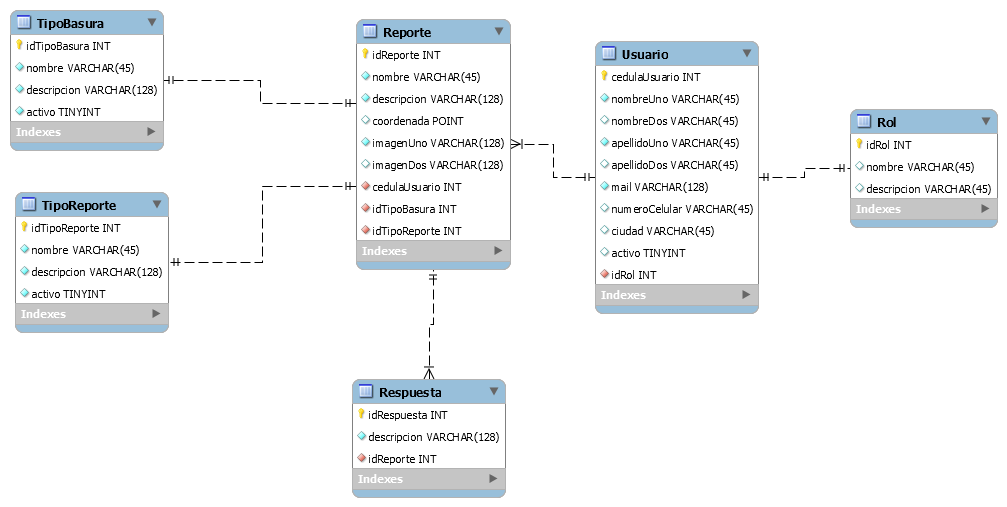 TipoBasura
idTipoBasura INT
nombre VARCHAR(45)
descripcion VARCHAR(128)
activo TINYINT
Indexes
TipoReporte
idTipoReporte INT
nombre VARCHAR(45)
descripcion VARCHAR(128)
activo TINYINT
Indexes
Reporte
idReporte INT
nombre VARCHAR(45)
descripcion VARCHAR(128)
coordenada POINT
imagenUno VARCHAR(128)
imagenDos VARCHAR(128)
cedulaUsuario INT
idTipoBasura INT
idTipoReporte INT
Indexes
Respuesta
idRespuesta INT
descripcion VARCHAR(128)
idReporte INT
Indexes
Usuario
cedulaUsuario INT
nombreUno VARCHAR(45)
nombreDos VARCHAR(45)
apellidoUno VARCHAR(45)
apellidoDos VARCHAR(45)
mail VARCHAR(128)
numeroCelular VARCHAR(45)
ciudad VARCHAR(45)
activo TINYINT
idRol INT
Indexes
Rol
idRol INT
nombre VARCHAR(45)
descripcion VARCHAR(45)
Indexes